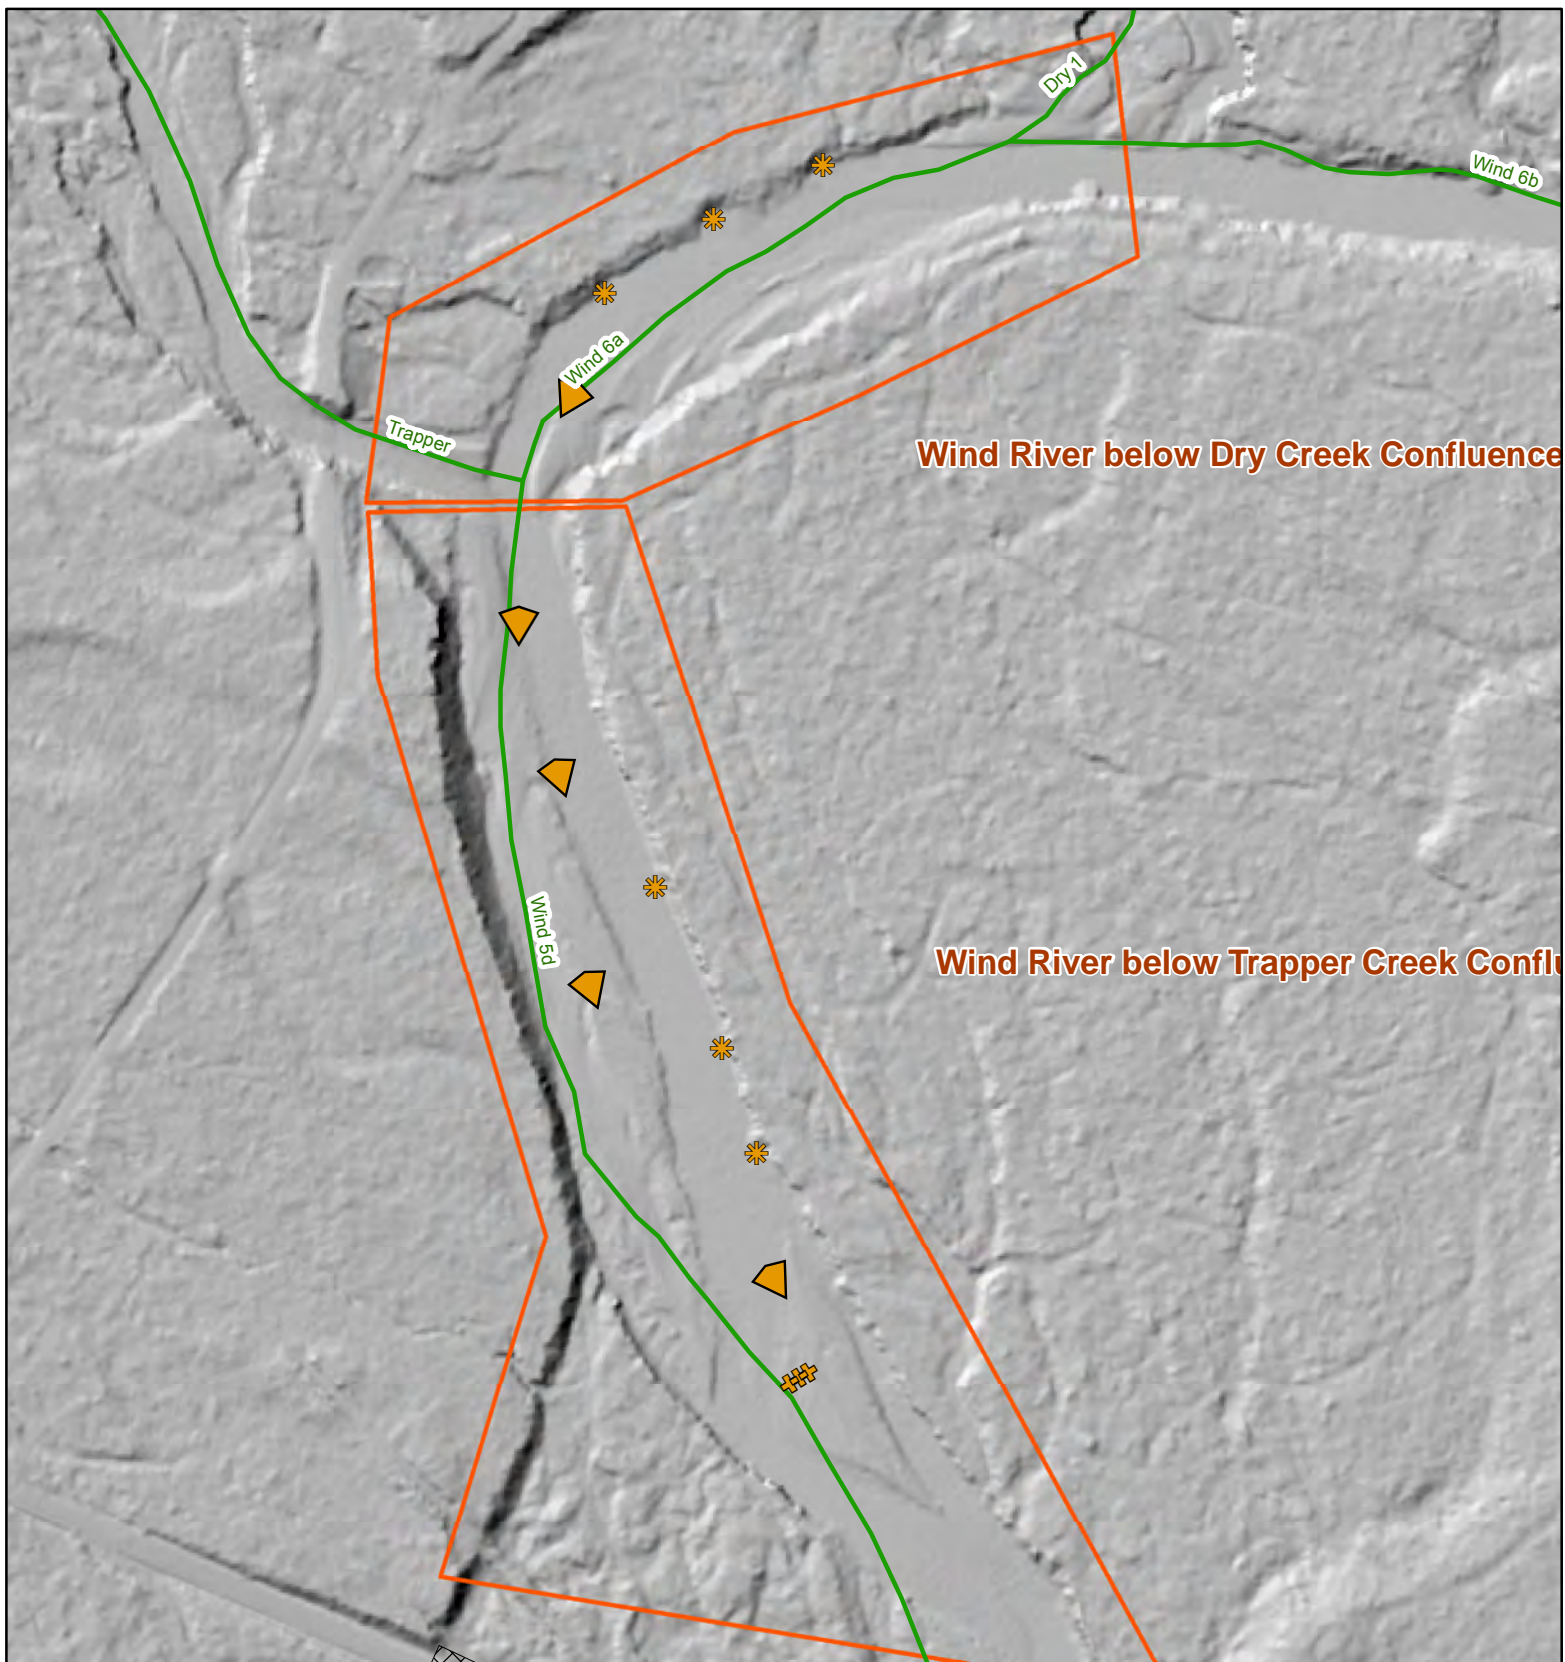 Dry 1
Wind 6b
Wind 6a
Trapper
Wind River below Dry Creek Confluence
Wind 5d
Wind River below Trapper Creek Conflu